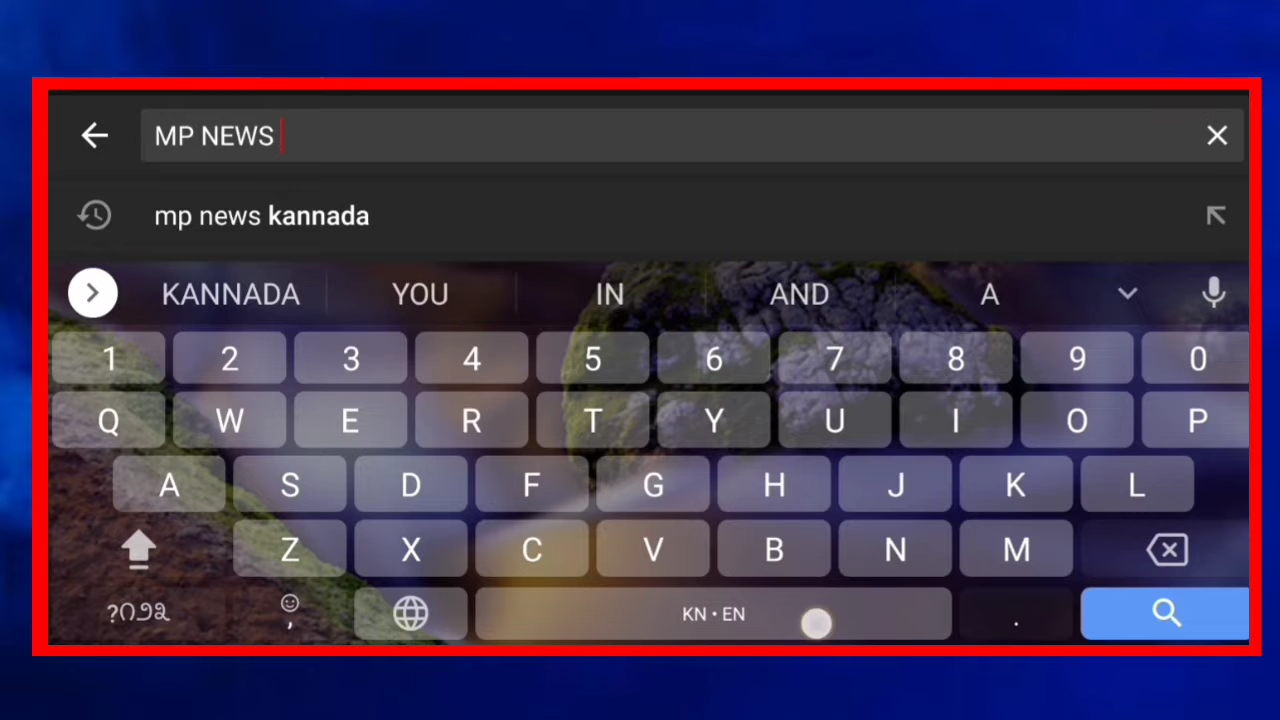 MP NEWS
mp news kannada
KANNADA YOU IN AND A
1 2 3 4 5 6 7 8 9 0
Q W E R T Y U I O P
A S D F G H J K L
Z X C V B N M
?೧೨೩ , KN • EN .